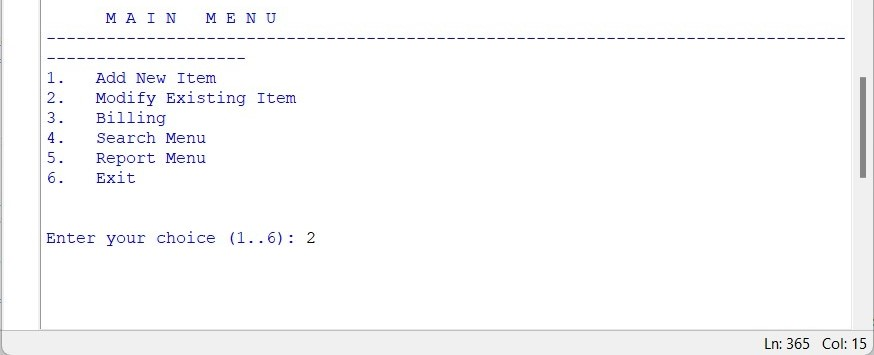 M A I N   M E N U
--------------------------------------------------------------------------------
--------------------
1.   Add New Item
2.   Modify Existing Item
3.   Billing
4.   Search Menu
5.   Report Menu
6.   Exit
Enter your choice (1..6): 2
Ln: 365   Col: 15